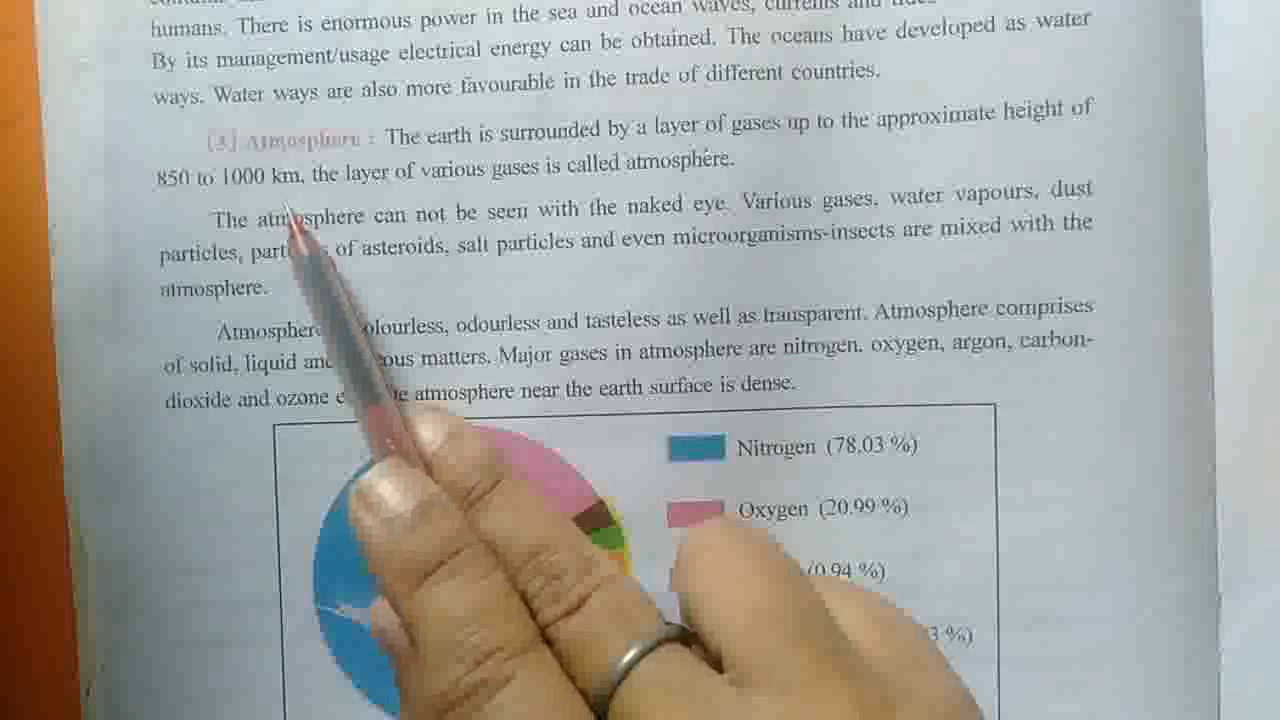 humans. There is enormous power in the sea and ocean waves, currents and
By its management/usage electrical energy can be obtained. The oceans have developed as water
ways. Water ways are also more favourable in the trade of different countries.
(3) Atmosphere : The earth is surrounded by a layer of gases up to the approximate height of
850 to 1000 km, the layer of various gases is called atmosphere.
The atmosphere can not be seen with the naked eye. Various gases, water vapours, dust
particles, of asteroids, salt particles and even microorganisms-insects are mixed with the
atmosphere.
Atmosphere colourless, odourless and tasteless as well as transparent. Atmosphere comprises
of solid, liquid and matters. Major gases in atmosphere are nitrogen, oxygen, argon, carbon-
dioxide and ozone atmosphere near the earth surface is dense.
Nitrogen (78.03 %)
Oxygen (20.99 %)
(0.94 %)
3 %)